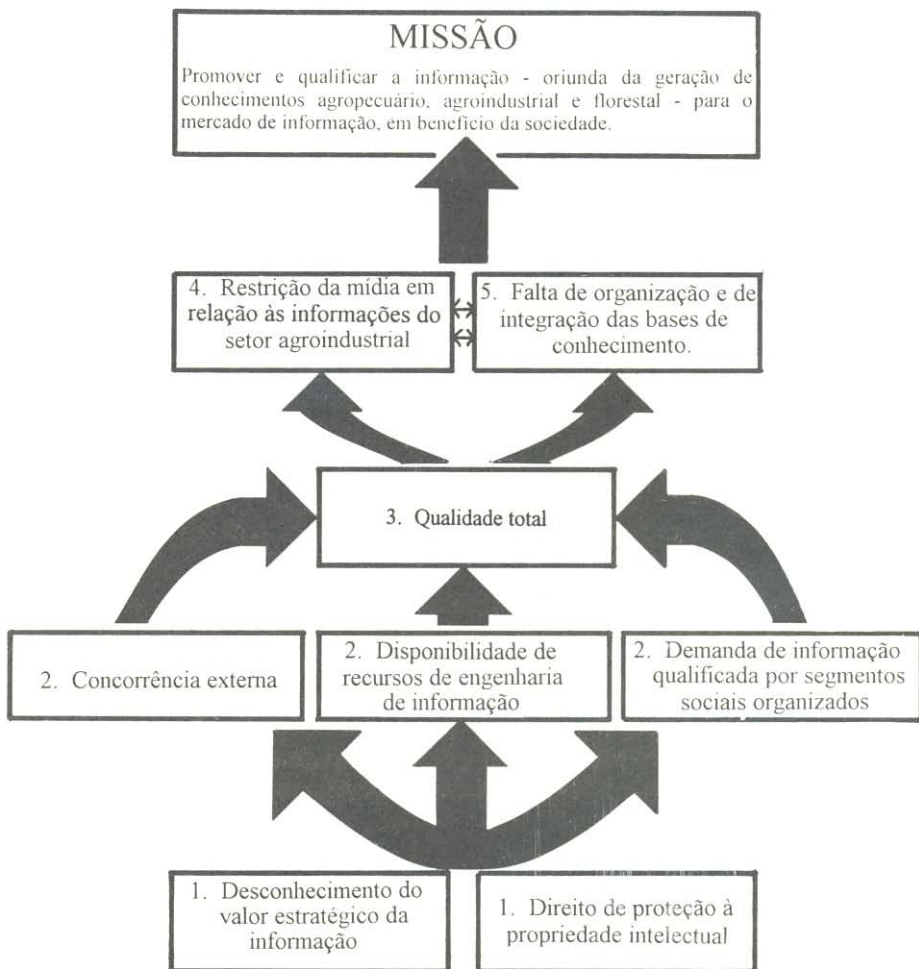 MISSÃO
Promover e qualificar a informação - oriunda da geração de
conhecimentos agropecuário, agroindustrial e florestal - para o
mercado de informação, em benefício da sociedade.
4. Restrição da mídia em
relação às informações do
setor agroindustrial
5. Falta de organização e de
integração das bases de
conhecimento.
3. Qualidade total
2. Concorrência externa
2. Disponibilidade de
recursos de engenharia
de informação
2. Demanda de informação
qualificada por segmentos
sociais organizados
1. Desconhecimento do
valor estratégico da
informação
1. Direito de proteção à
propriedade intelectual